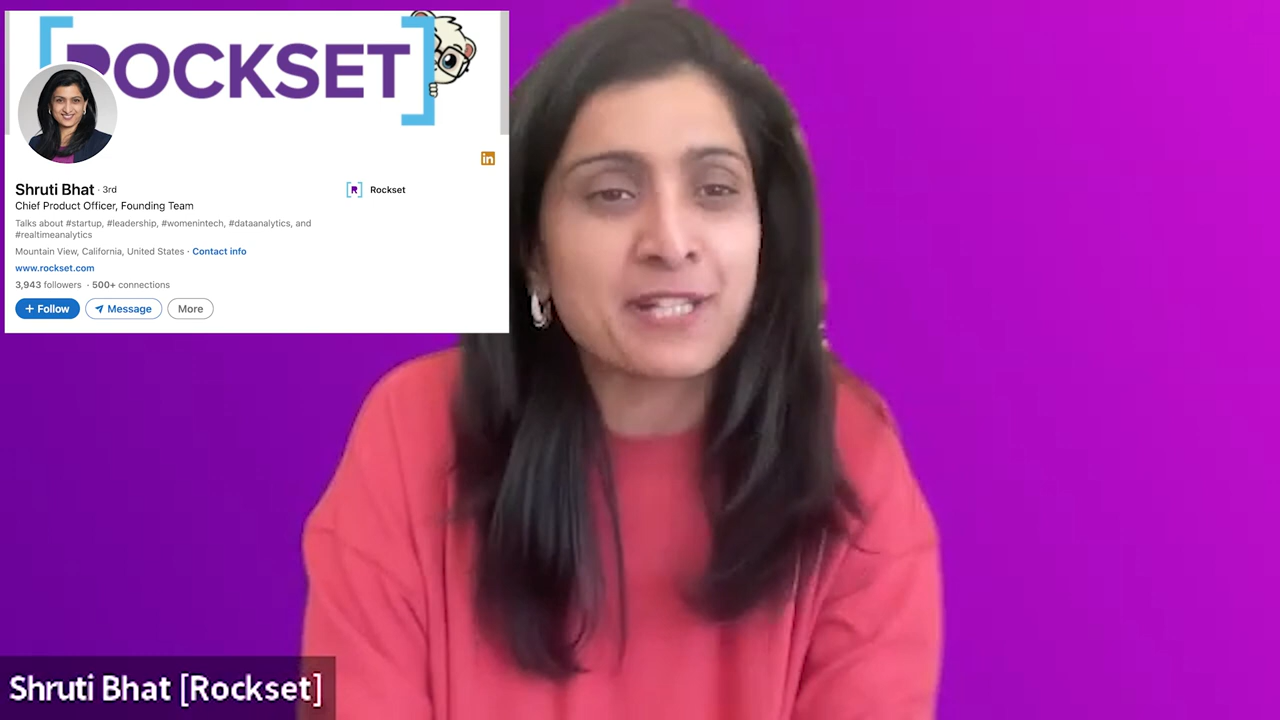 ROCKSET
in
Shruti Bhat · 3rd
R Rockset
Chief Product Officer, Founding Team
Talks about #startup, #leadership, #womenintech, #dataanalytics, and
#realtimeanalytics
Mountain View, California, United States · Contact info
www.rockset.com
3,943 followers · 500+ connections
+ Follow
Message
More
Shruti Bhat [Rockset]